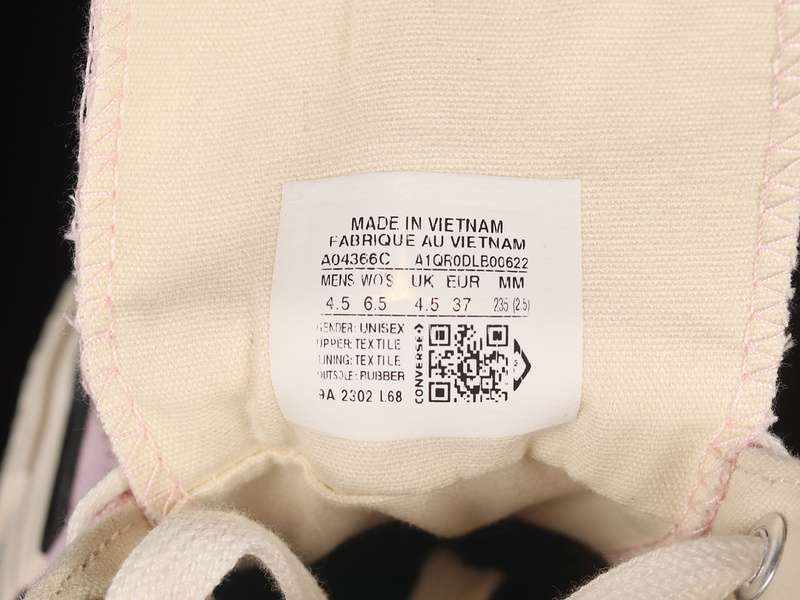 MADE IN VIETNAM
FABRIQUE AU VIETNAM
A04366C A1QR0DLB00622
MENS WO'S UK EUR MM
4.5 6.5 4.5 37 235 (2.5)
GENDER: UNISEX
UPPER: TEXTILE
LINING: TEXTILE
OUTSOLE: RUBBER
9A 2302 L68
CONVERSE